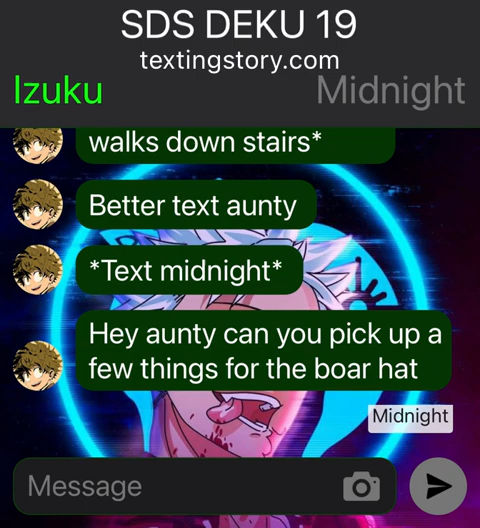 SDS DEKU 19
textingstory.com
Izuku
Midnight
walks down stairs*
Better text aunty
*Text midnight*
Hey aunty can you pick up a
few things for the boar hat
Midnight
Message